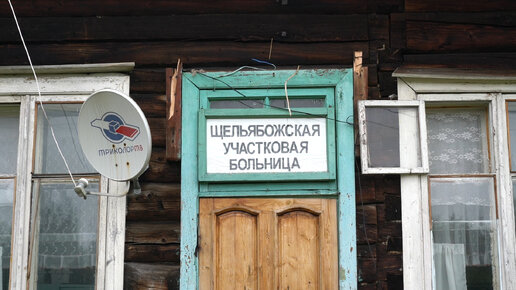 ЩЕЛЬЯБОЖСКАЯ
УЧАСТКОВАЯ
БОЛЬНИЦА
ТРИКОЛОР ТВ